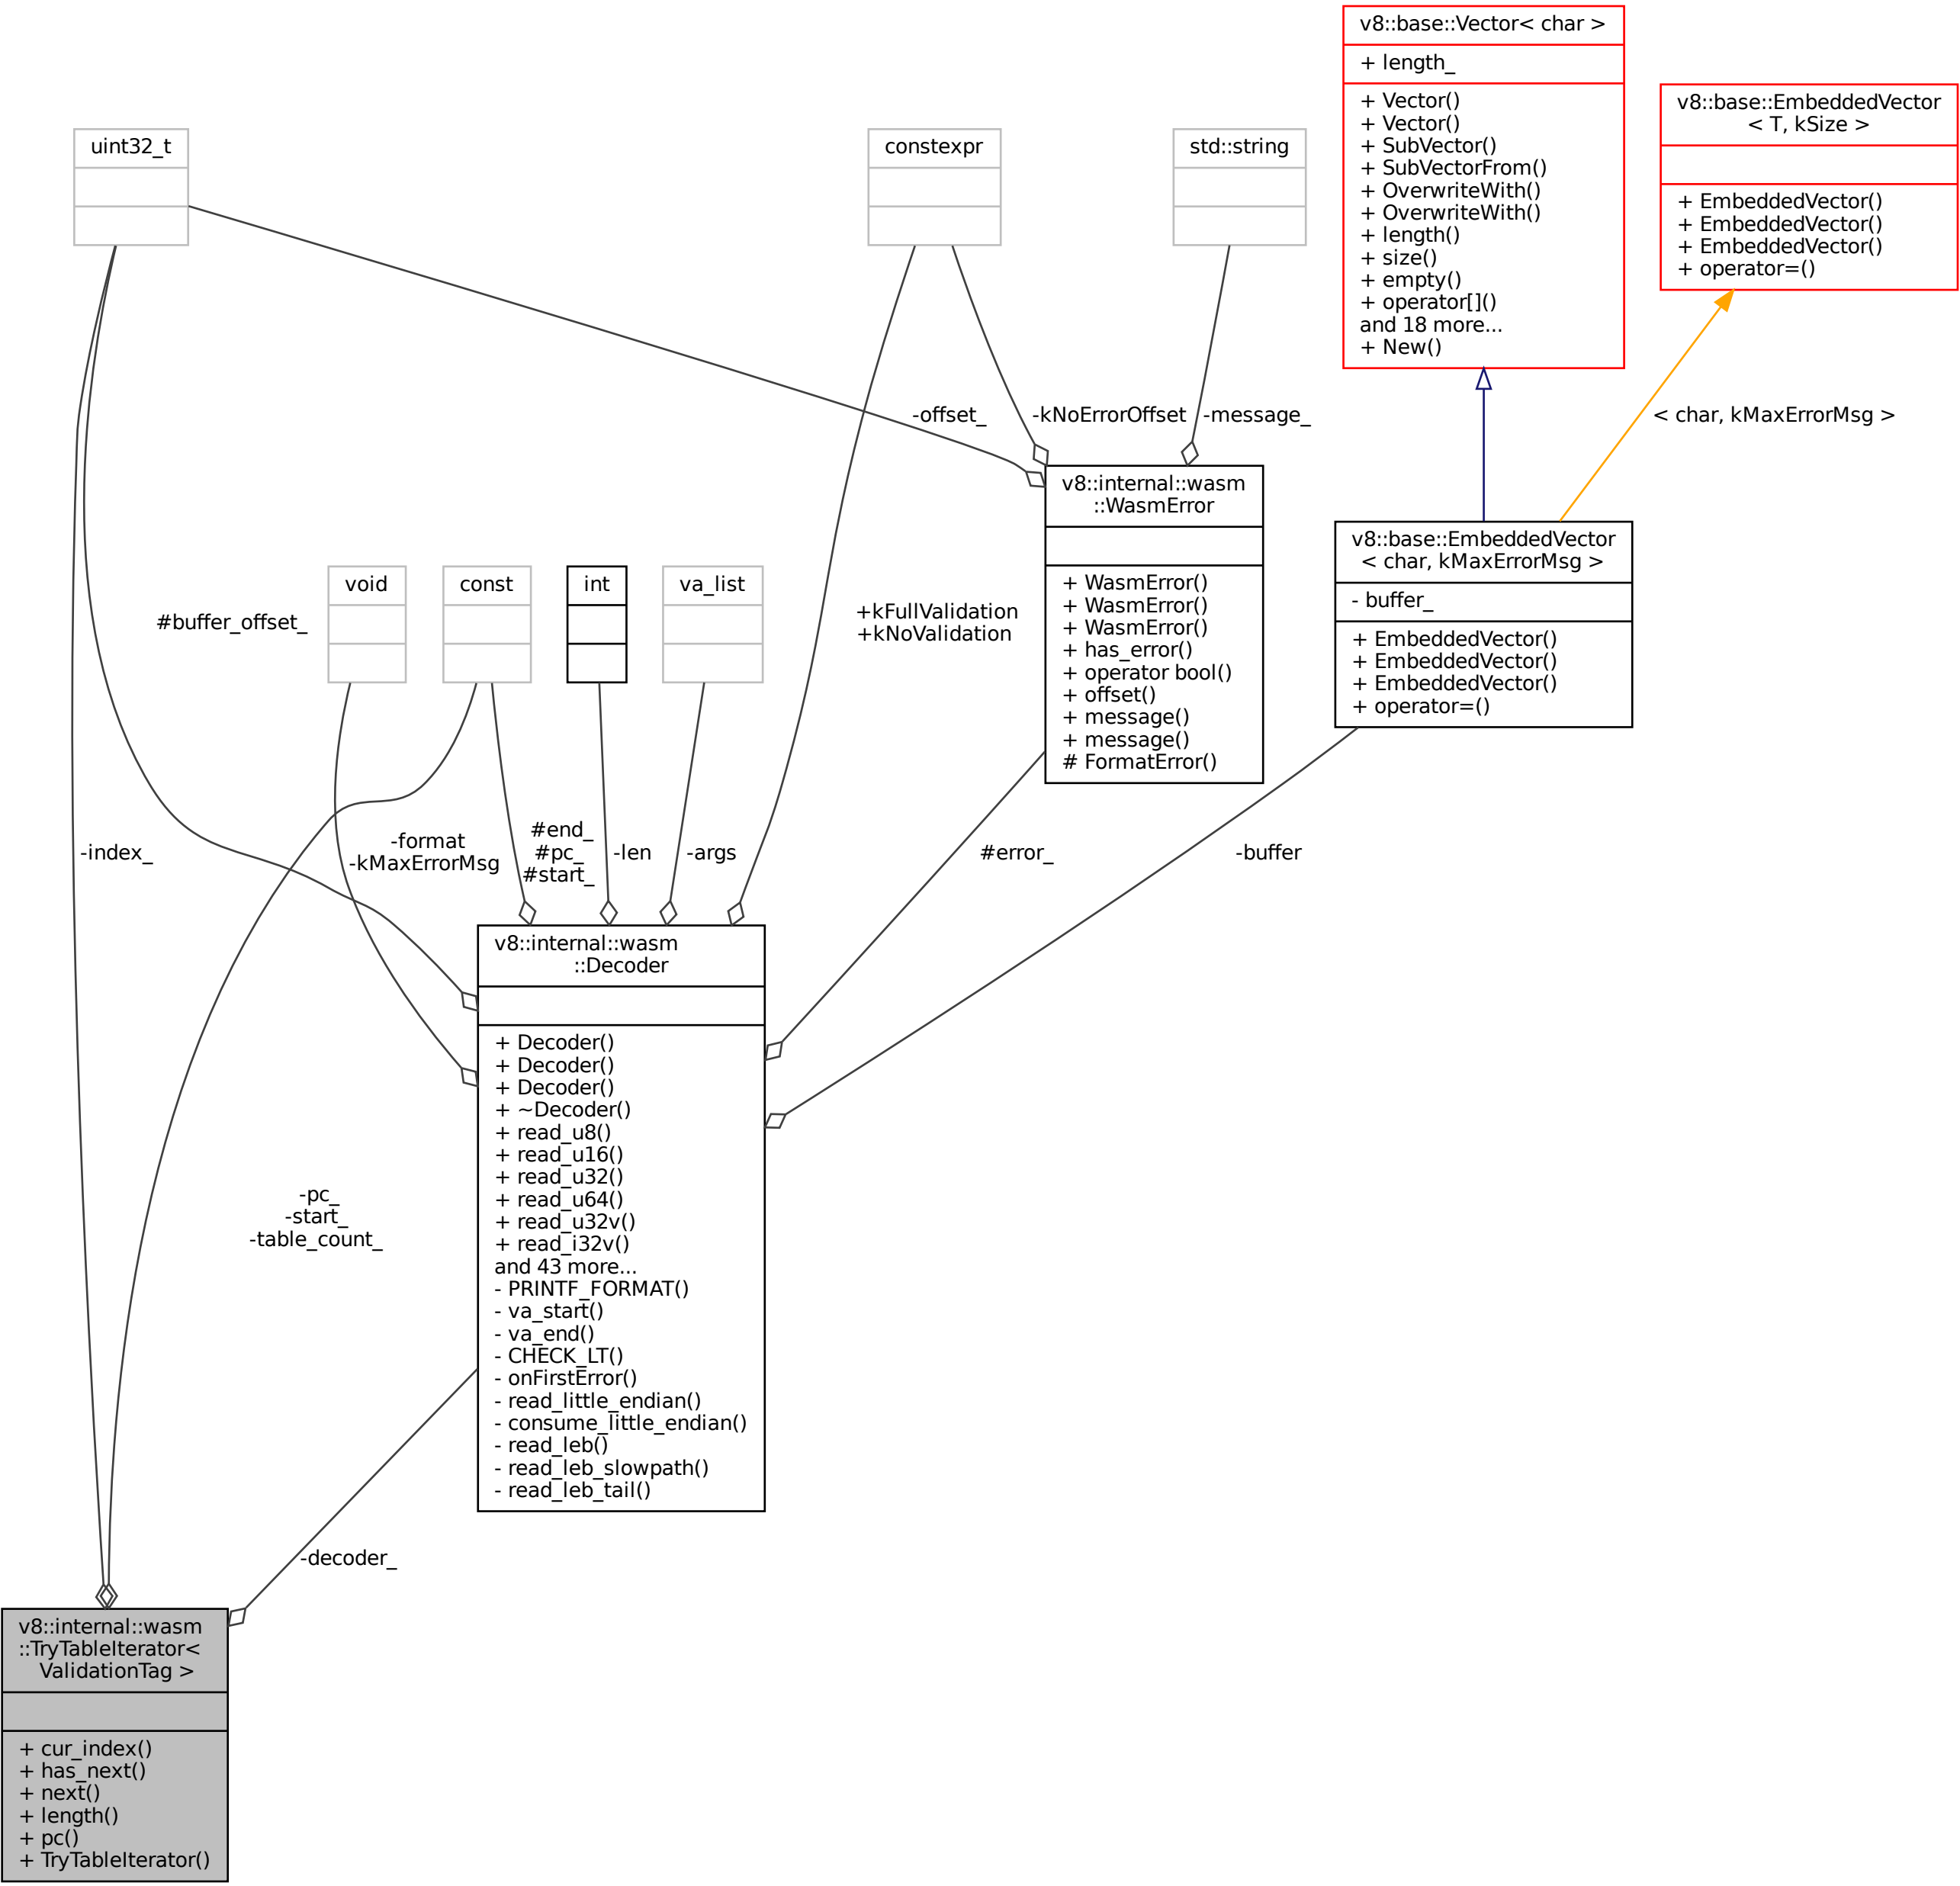 v8::base::Vector< char >
+ length_
+ Vector()
+ Vector()
+ SubVector()
+ SubVectorFrom()
+ OverwriteWith()
+ OverwriteWith()
+ length()
+ size()
+ empty()
+ operator[]()
and 18 more...
+ New()
v8::base::EmbeddedVector
< T, kSize >
+ EmbeddedVector()
+ EmbeddedVector()
+ EmbeddedVector()
+ operator=()
uint32_t
constexpr
std::string
-offset_
-kNoErrorOffset
-message_
< char, kMaxErrorMsg >
v8::internal::wasm
::WasmError
+ WasmError()
+ WasmError()
+ WasmError()
+ has_error()
+ operator bool()
+ offset()
+ message()
+ message()
# FormatError()
v8::base::EmbeddedVector
< char, kMaxErrorMsg >
- buffer_
+ EmbeddedVector()
+ EmbeddedVector()
+ EmbeddedVector()
+ operator=()
void
const
int
va_list
#buffer_offset_
+kFullValidation
+kNoValidation
-index_
-format
-kMaxErrorMsg
#end_
#pc_
#start_
-len
-args
#error_
-buffer
v8::internal::wasm
::Decoder
+ Decoder()
+ Decoder()
+ Decoder()
+ ~Decoder()
+ read_u8()
+ read_u16()
+ read_u32()
+ read_u64()
+ read_u32v()
+ read_i32v()
and 43 more...
- PRINTF_FORMAT()
- va_start()
- va_end()
- CHECK_LT()
- onFirstError()
- read_little_endian()
- consume_little_endian()
- read_leb()
- read_leb_slowpath()
- read_leb_tail()
-pc_
-start_
-table_count_
-decoder_
v8::internal::wasm
::TryTableIterator<
ValidationTag >
+ cur_index()
+ has_next()
+ next()
+ length()
+ pc()
+ TryTableIterator()